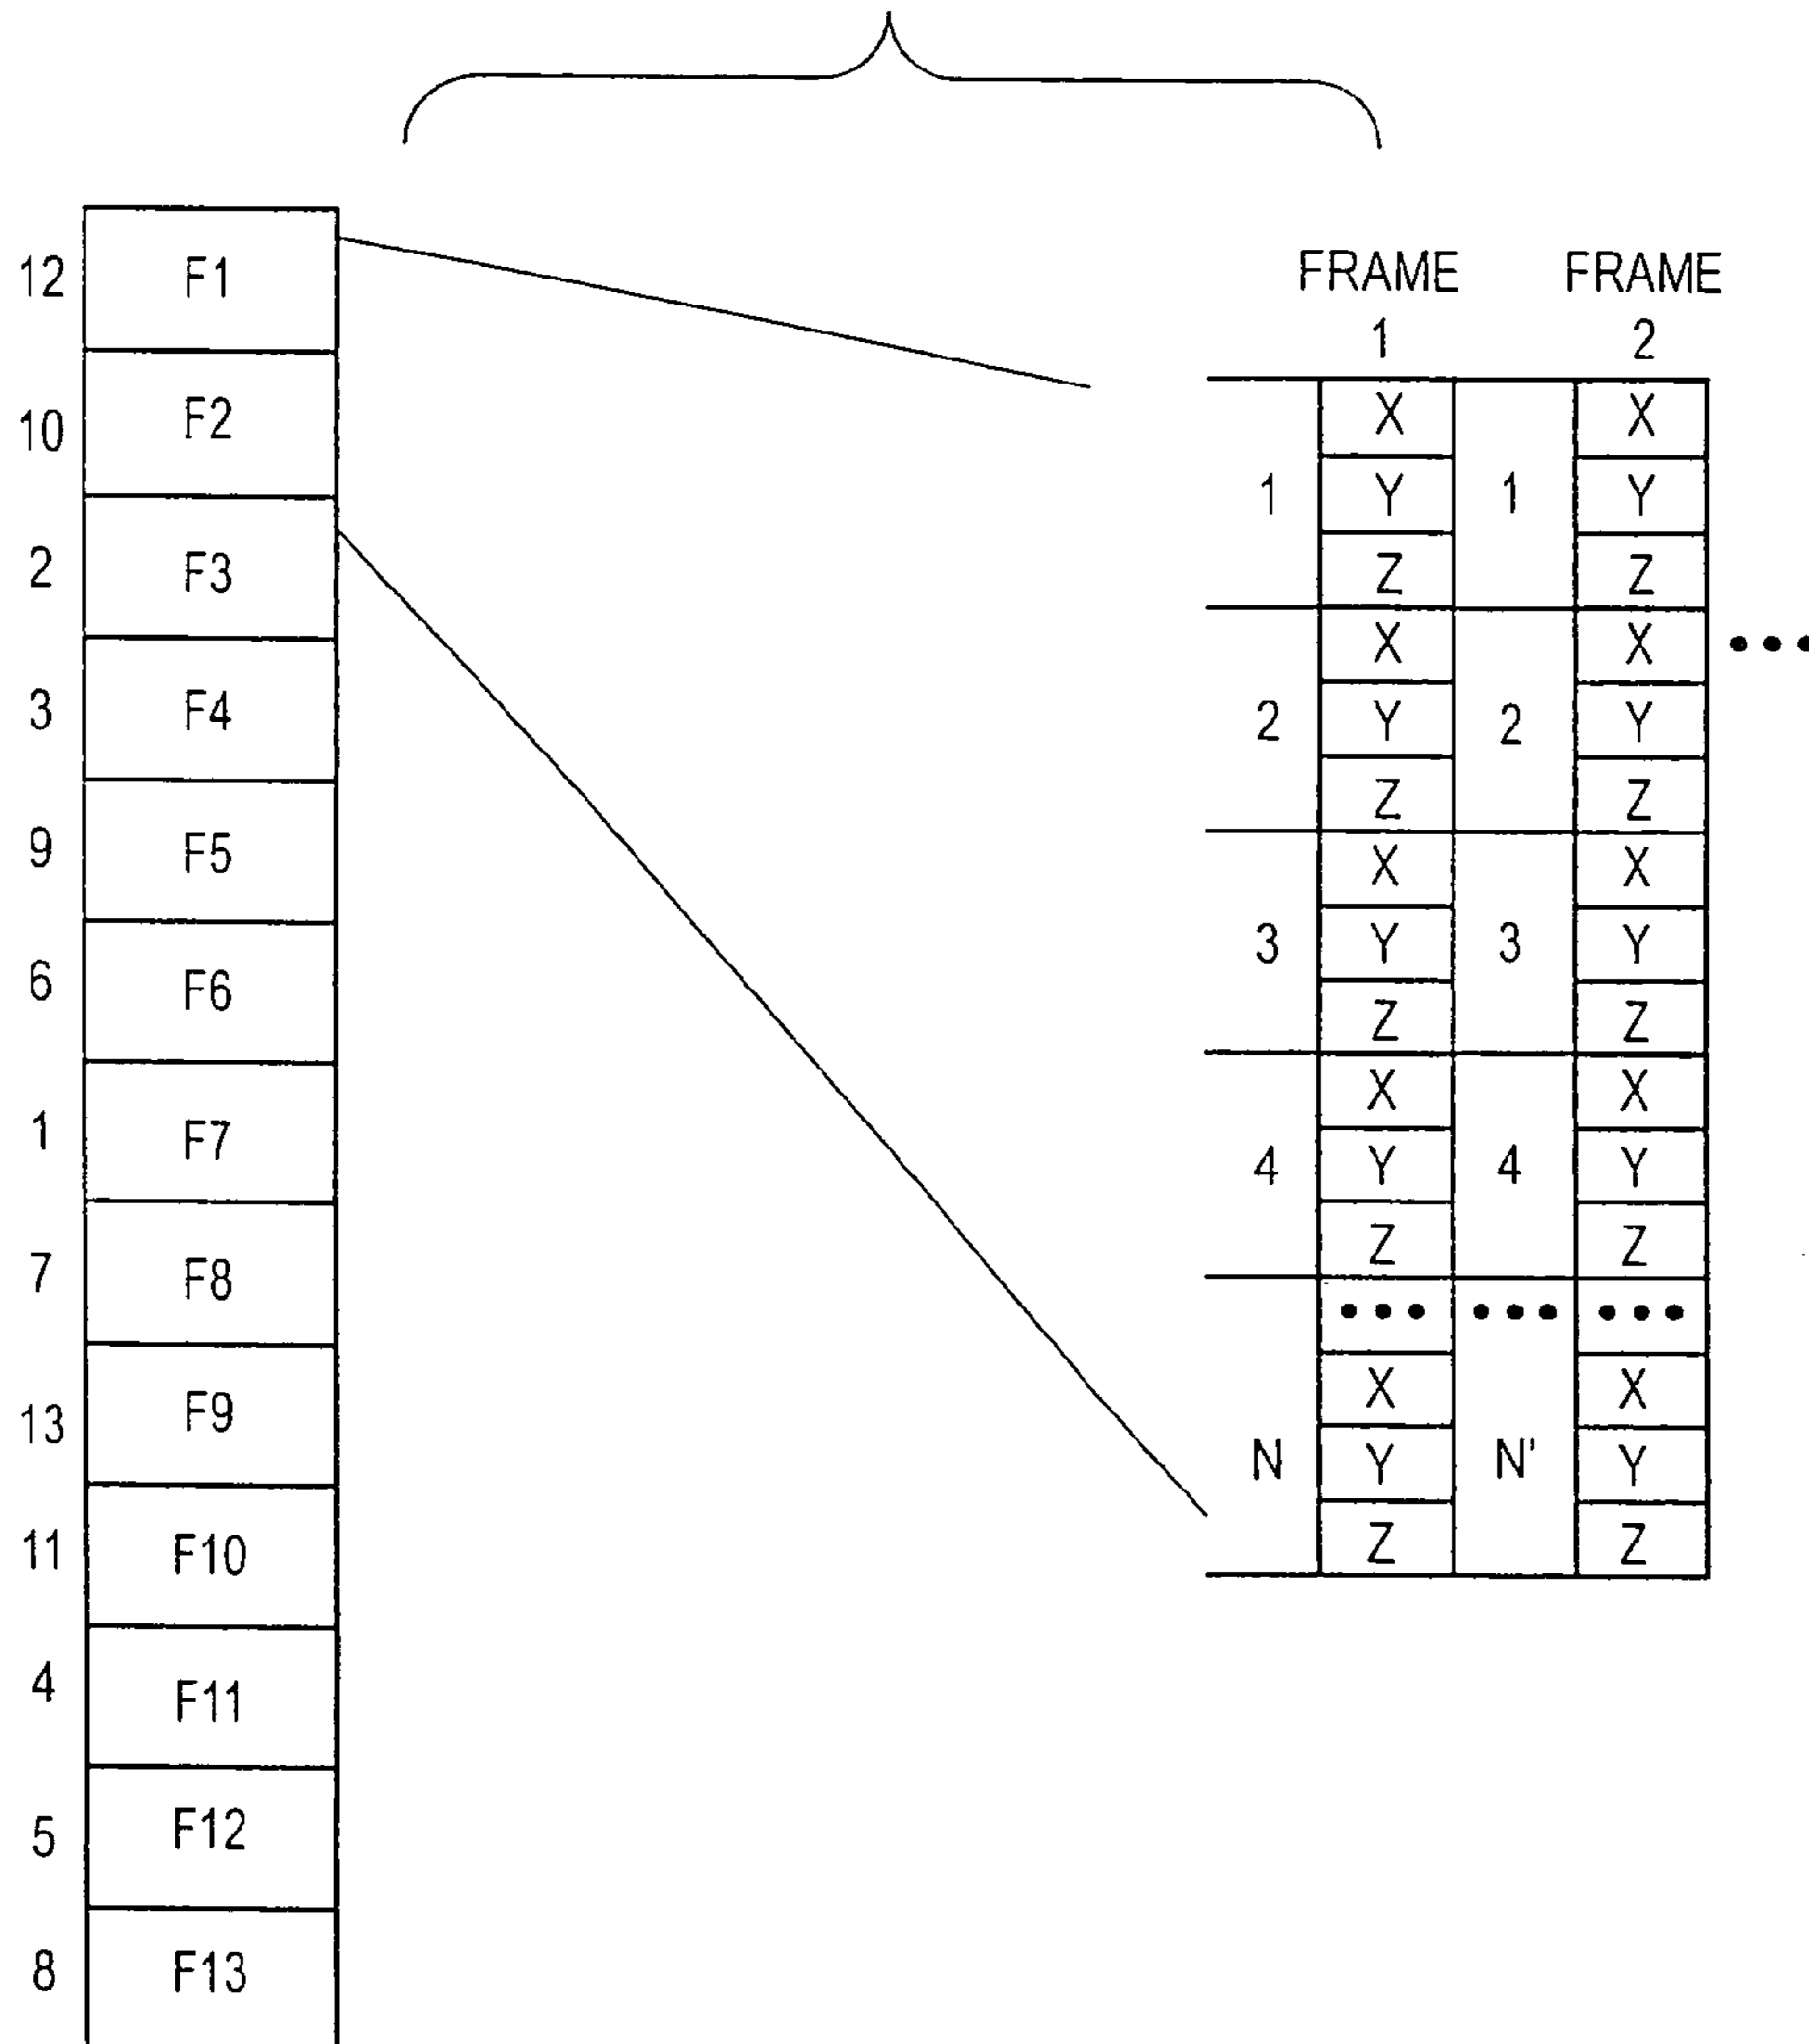 12 F1
10 F2
2 F3
3 F4
9 F5
6 F6
1 F7
7 F8
13 F9
11 F10
4 F11
5 F12
8 F13
FRAME FRAME
1 2
X X
1 Y 1 Y
Z Z
X X •••
2 Y 2 Y
Z Z
X X
3 Y 3 Y
Z Z
X X
4 Y 4 Y
Z Z
••• ••• •••
X X
N Y N' Y
Z Z